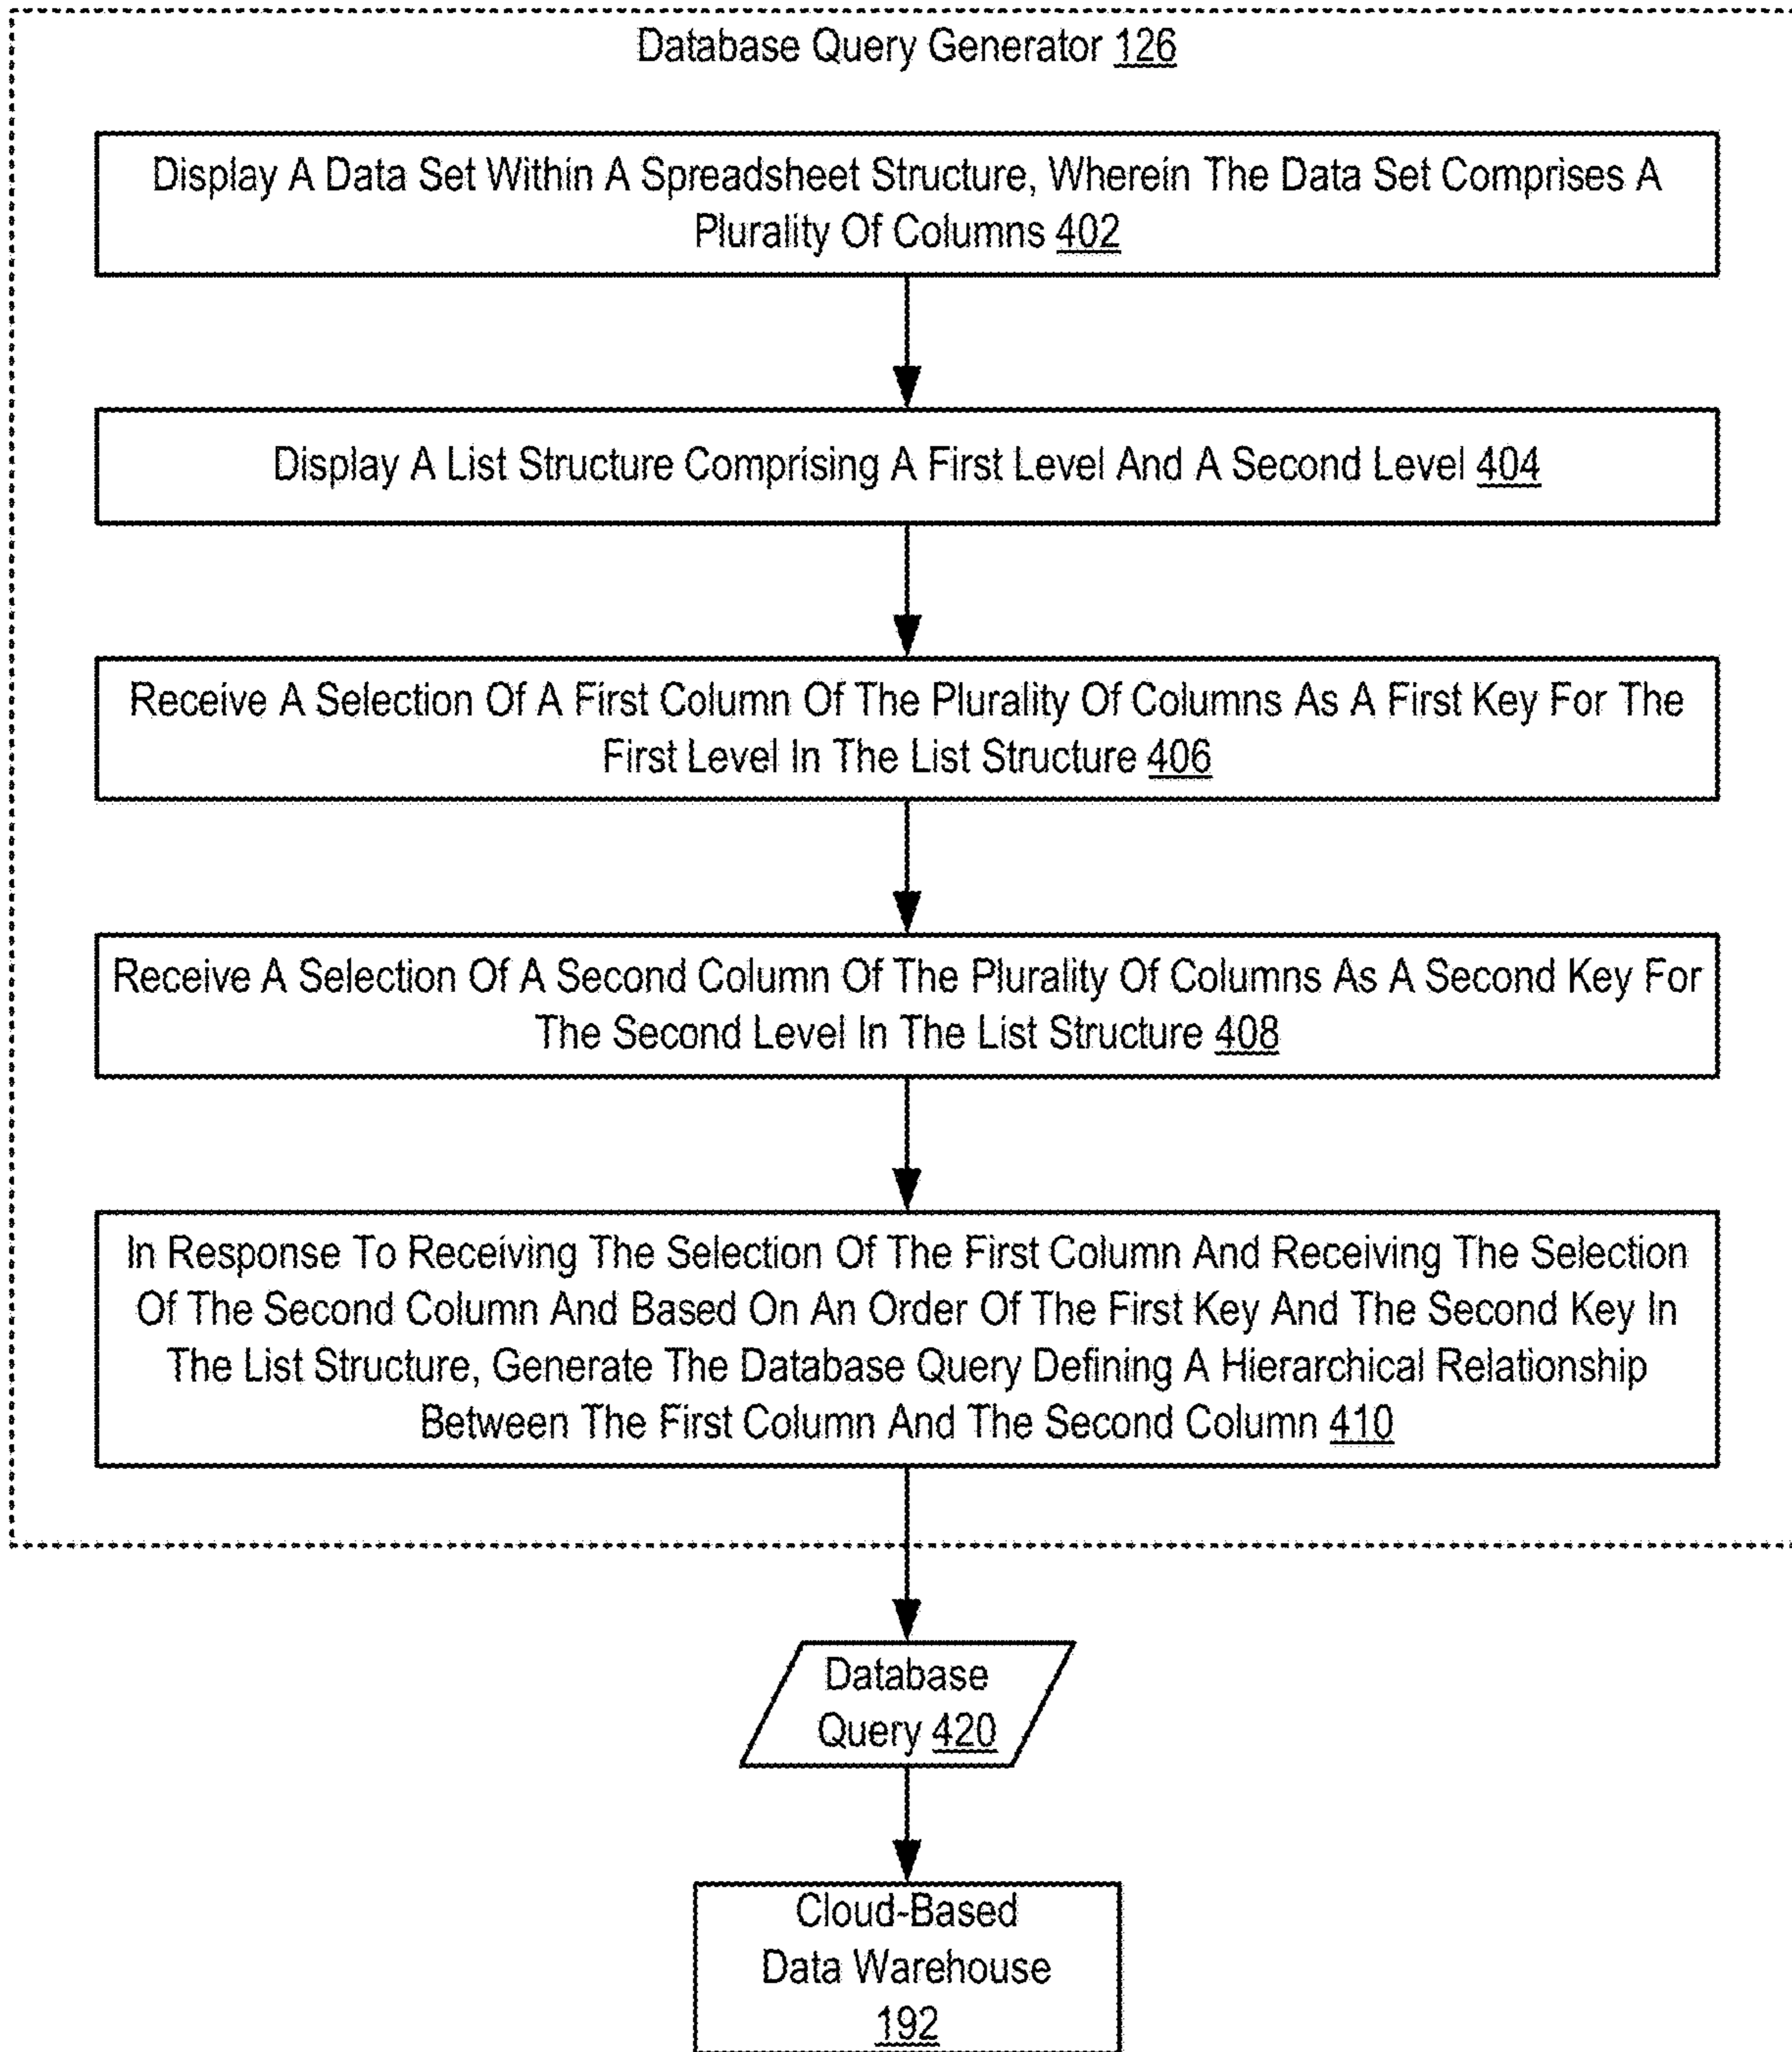 Database Query Generator 126
Display A Data Set Within A Spreadsheet Structure, Wherein The Data Set Comprises A
Plurality Of Columns 402
Display A List Structure Comprising A First Level And A Second Level 404
Receive A Selection Of A First Column Of The Plurality Of Columns As A First Key For The
First Level In The List Structure 406
Receive A Selection Of A Second Column Of The Plurality Of Columns As A Second Key For
The Second Level In The List Structure 408
In Response To Receiving The Selection Of The First Column And Receiving The Selection
Of The Second Column And Based On An Order Of The First Key And The Second Key In
The List Structure, Generate The Database Query Defining A Hierarchical Relationship
Between The First Column And The Second Column 410
Database
Query 420
Cloud-Based
Data Warehouse
192